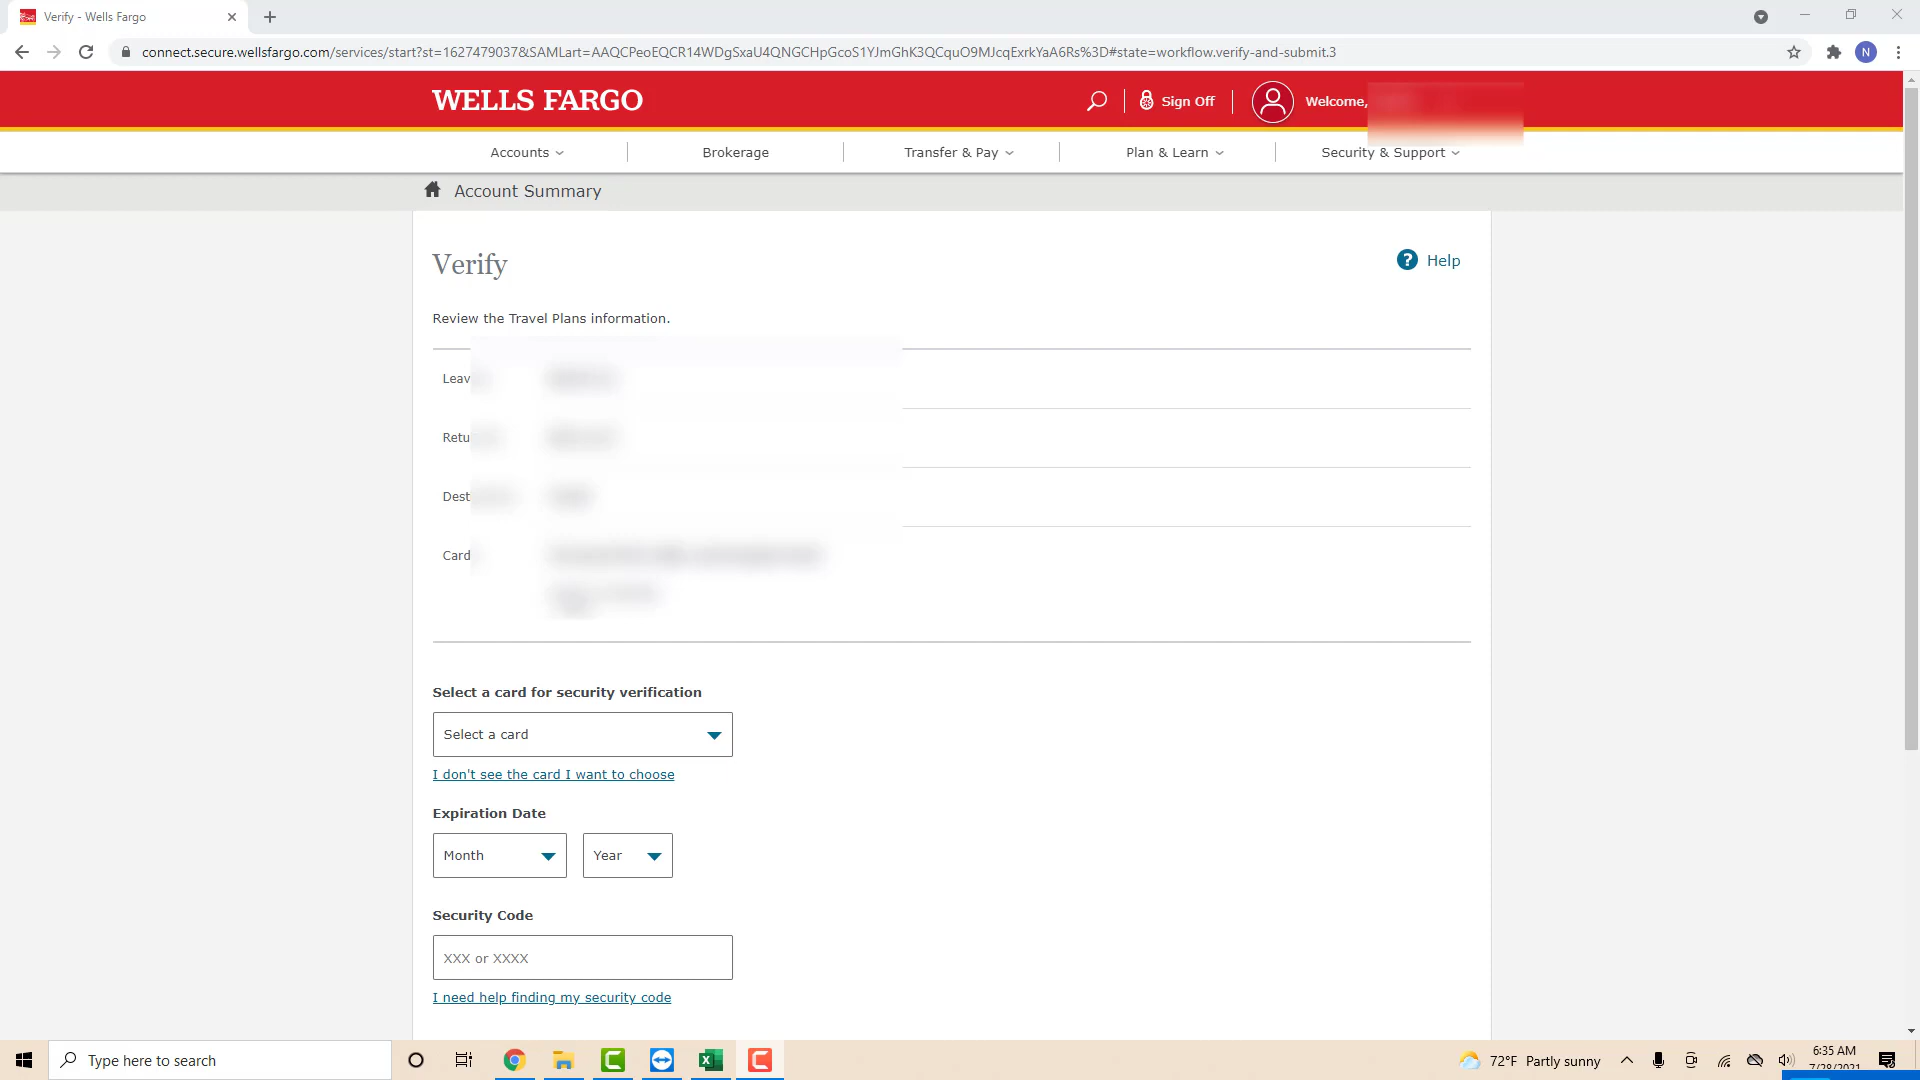 Verify - Wells Fargo
connect.secure.wellsfargo.com/services/start?st=1627479037&SAMLart=AAQCPeoEQCR14WDgSxaU4QNGCHpGcoS1YJmGhK3QCquO9MJcqExrkYaA6Rs%3D#state=workflow.verify-and-submit.3
N
WELLS FARGO
Sign Off
Welcome,
Accounts
Brokerage
Transfer & Pay
Plan & Learn
Security & Support
Account Summary
Verify
? Help
Review the Travel Plans information.
Leav
Retu
Dest
Card
Select a card for security verification
Select a card
I don't see the card I want to choose
Expiration Date
Month
Year
Security Code
XXX or XXXX
I need help finding my security code
Type here to search
72°F Partly sunny
6:35 AM
7/28/2021